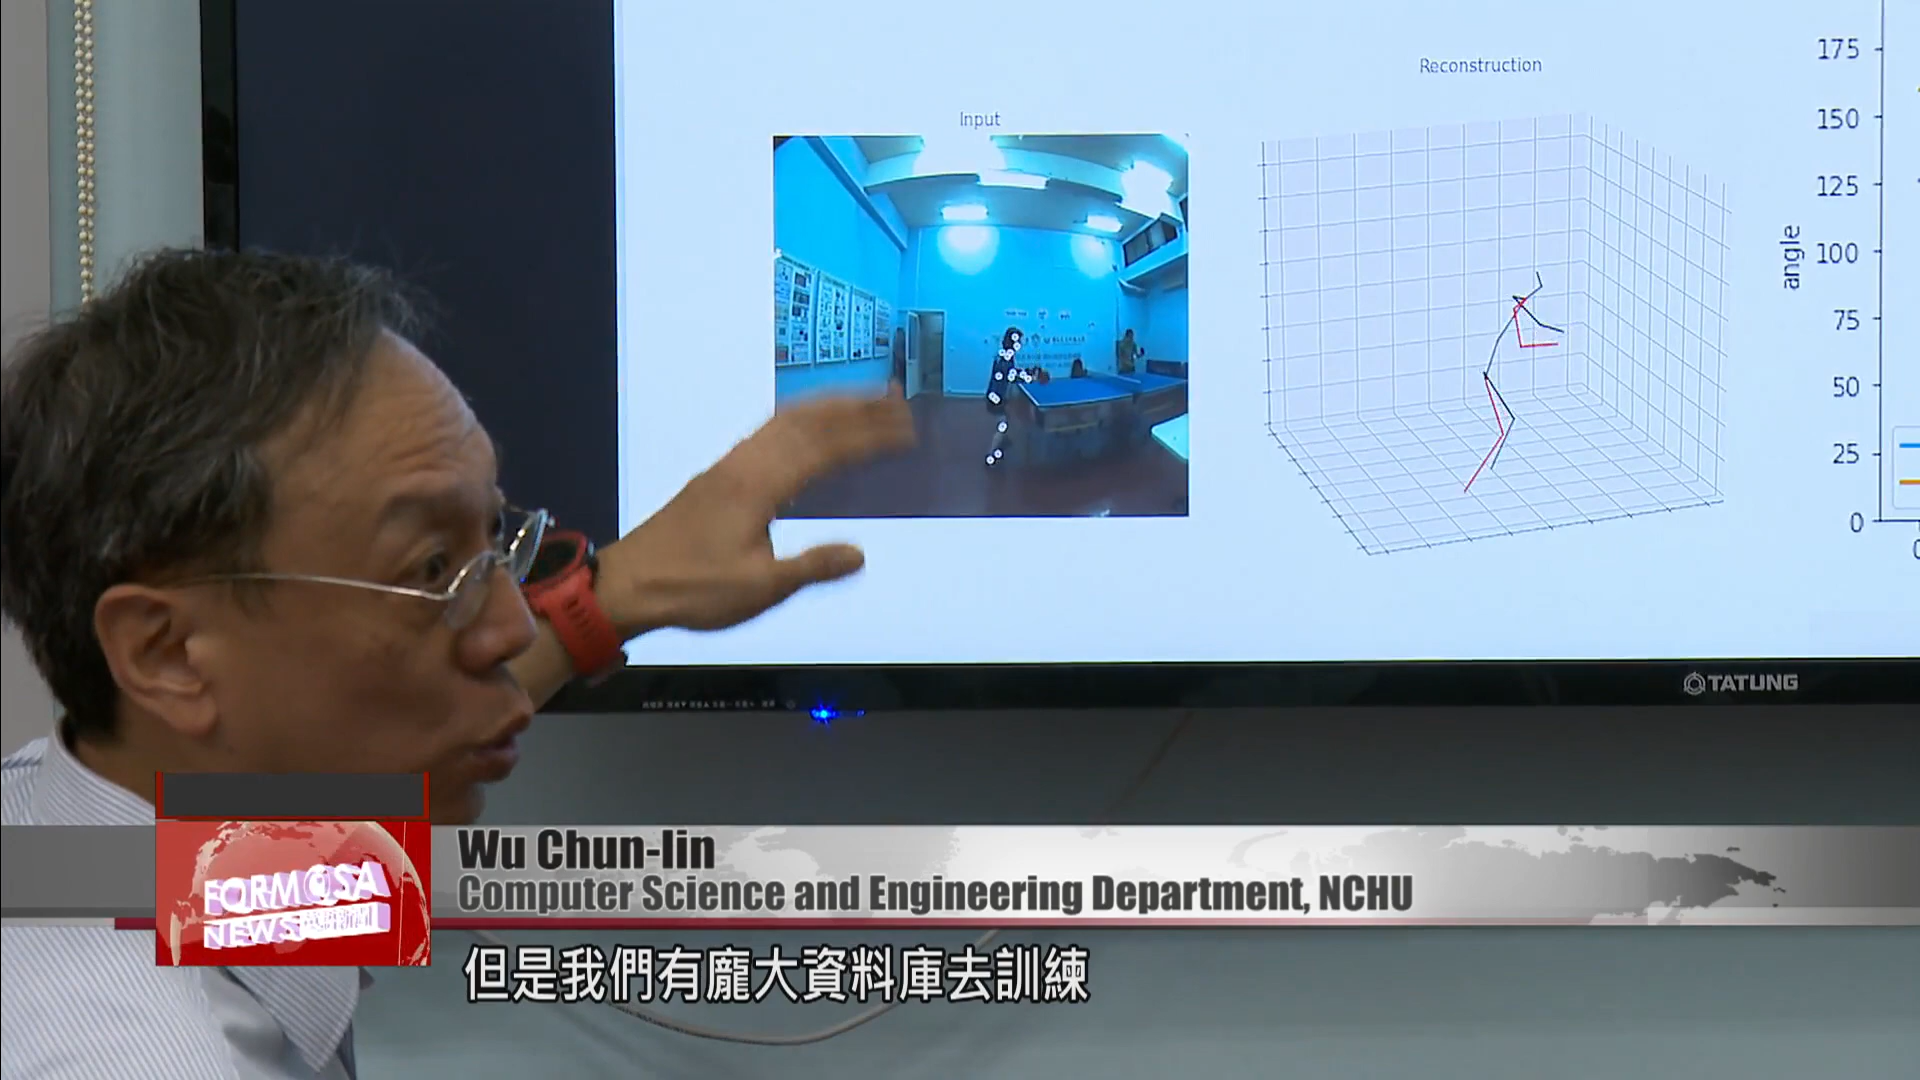 Input
Reconstruction
175
150
125
100
75
50
25
0
angle
TATUNG
FORMOSA
NEWS
Wu Chun-lin
Computer Science and Engineering Department, NCHU
但是我們有龐大資料庫去訓練